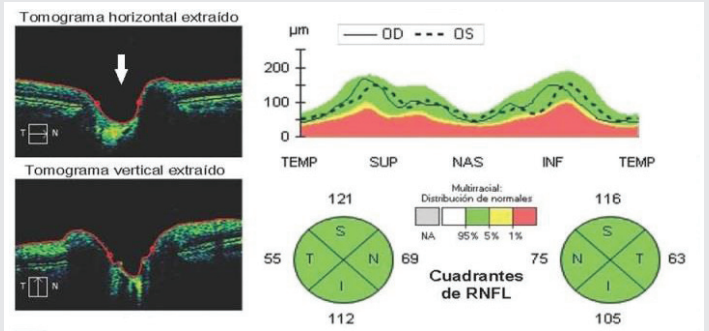 Tomograma horizontal extraído
T N
Tomograma vertical extraído
T N
µm
OD OS
200
100
0
TEMP SUP NAS INF TEMP
Multirracial:
Distribución de normales
NA 95% 5% 1%
Cuadrantes
de RNFL
121
S
55 T N 69
I
112
116
S
75 N T 63
I
105